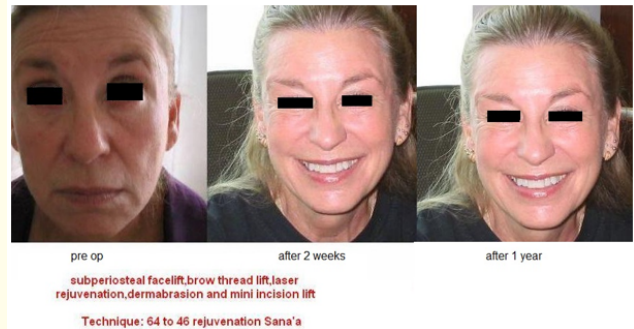 pre op
after 2 weeks
after 1 year
subperiosteal facelift,brow thread lift,laser
rejuvenation,dermabrasion and mini incision lift
Technique: 64 to 46 rejuvenation Sana'a